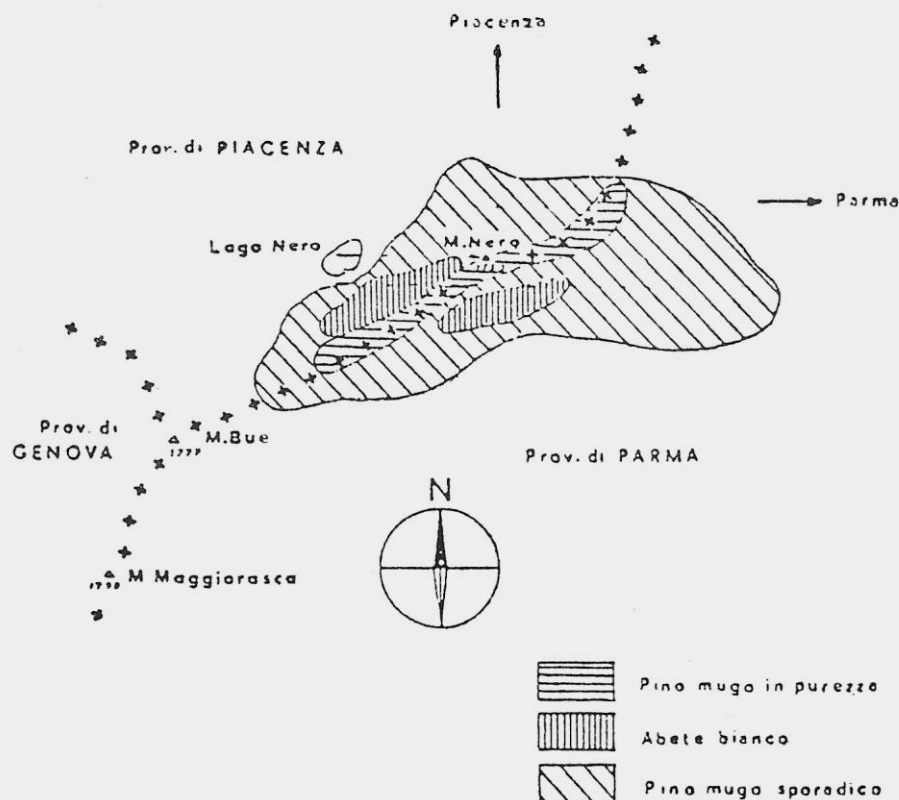 Piacenza
Prov. di PIACENZA
Parma
Lago Nero
M.Nero
Prov. di
GENOVA
M.Bue
Prov. di PARMA
N
M Maggiorasca
Pino mugo in purezza
Abete bianco
Pino mugo sporadico